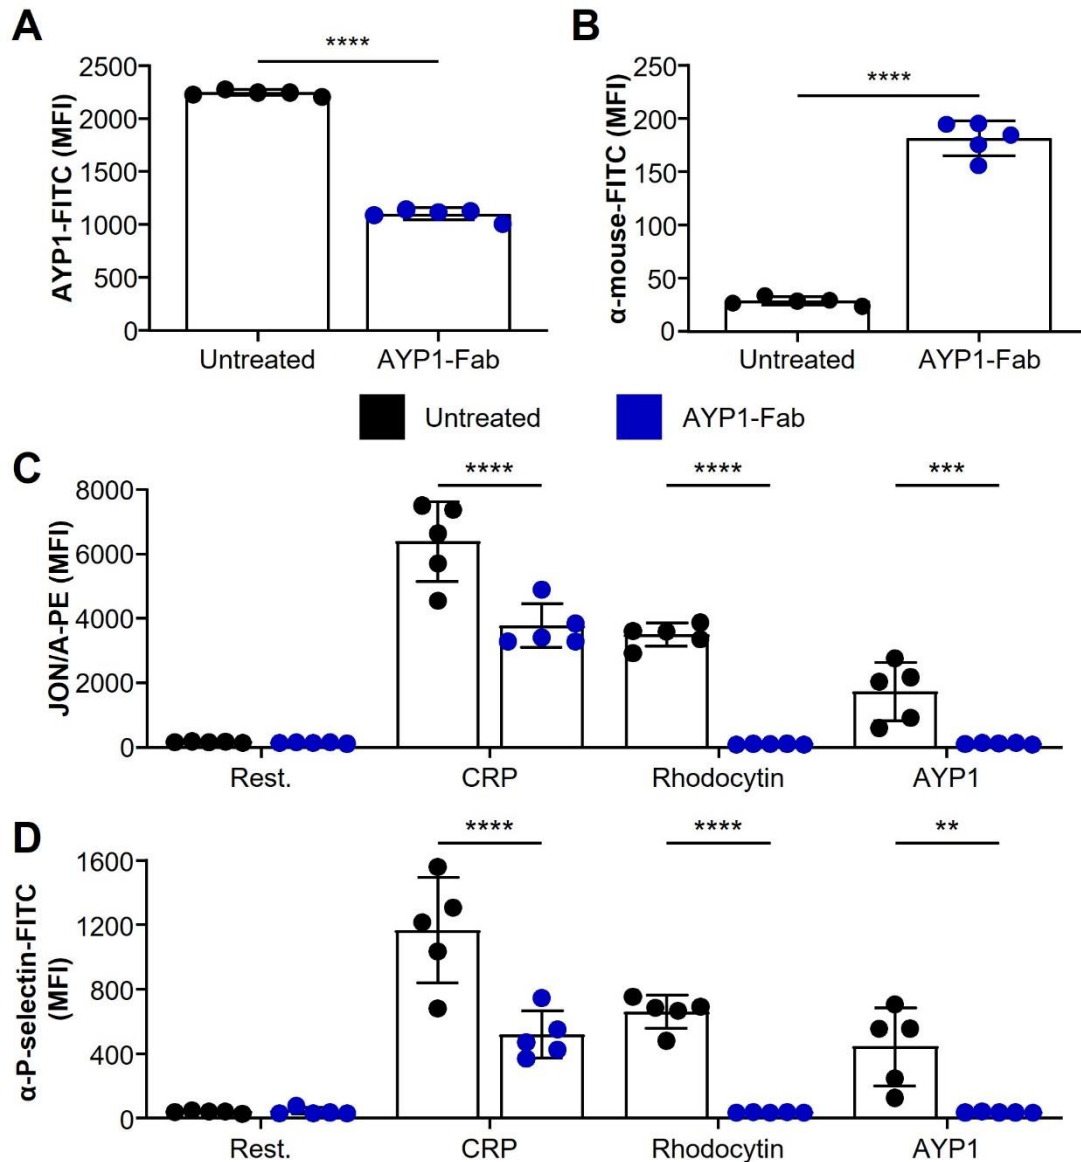 A
****
AYP1-FITC (MFI)
2500
2000
1500
1000
500
0
Untreated
AYP1-Fab
B
****
α-mouse-FITC (MFI)
250
200
150
100
50
0
Untreated
AYP1-Fab
Untreated
AYP1-Fab
C
****
****
***
JON/A-PE (MFI)
8000
6000
4000
2000
0
Rest.
CRP
Rhodocytin
AYP1
D
****
****
**
α-P-selectin-FITC
(MFI)
1600
1200
800
400
0
Rest.
CRP
Rhodocytin
AYP1